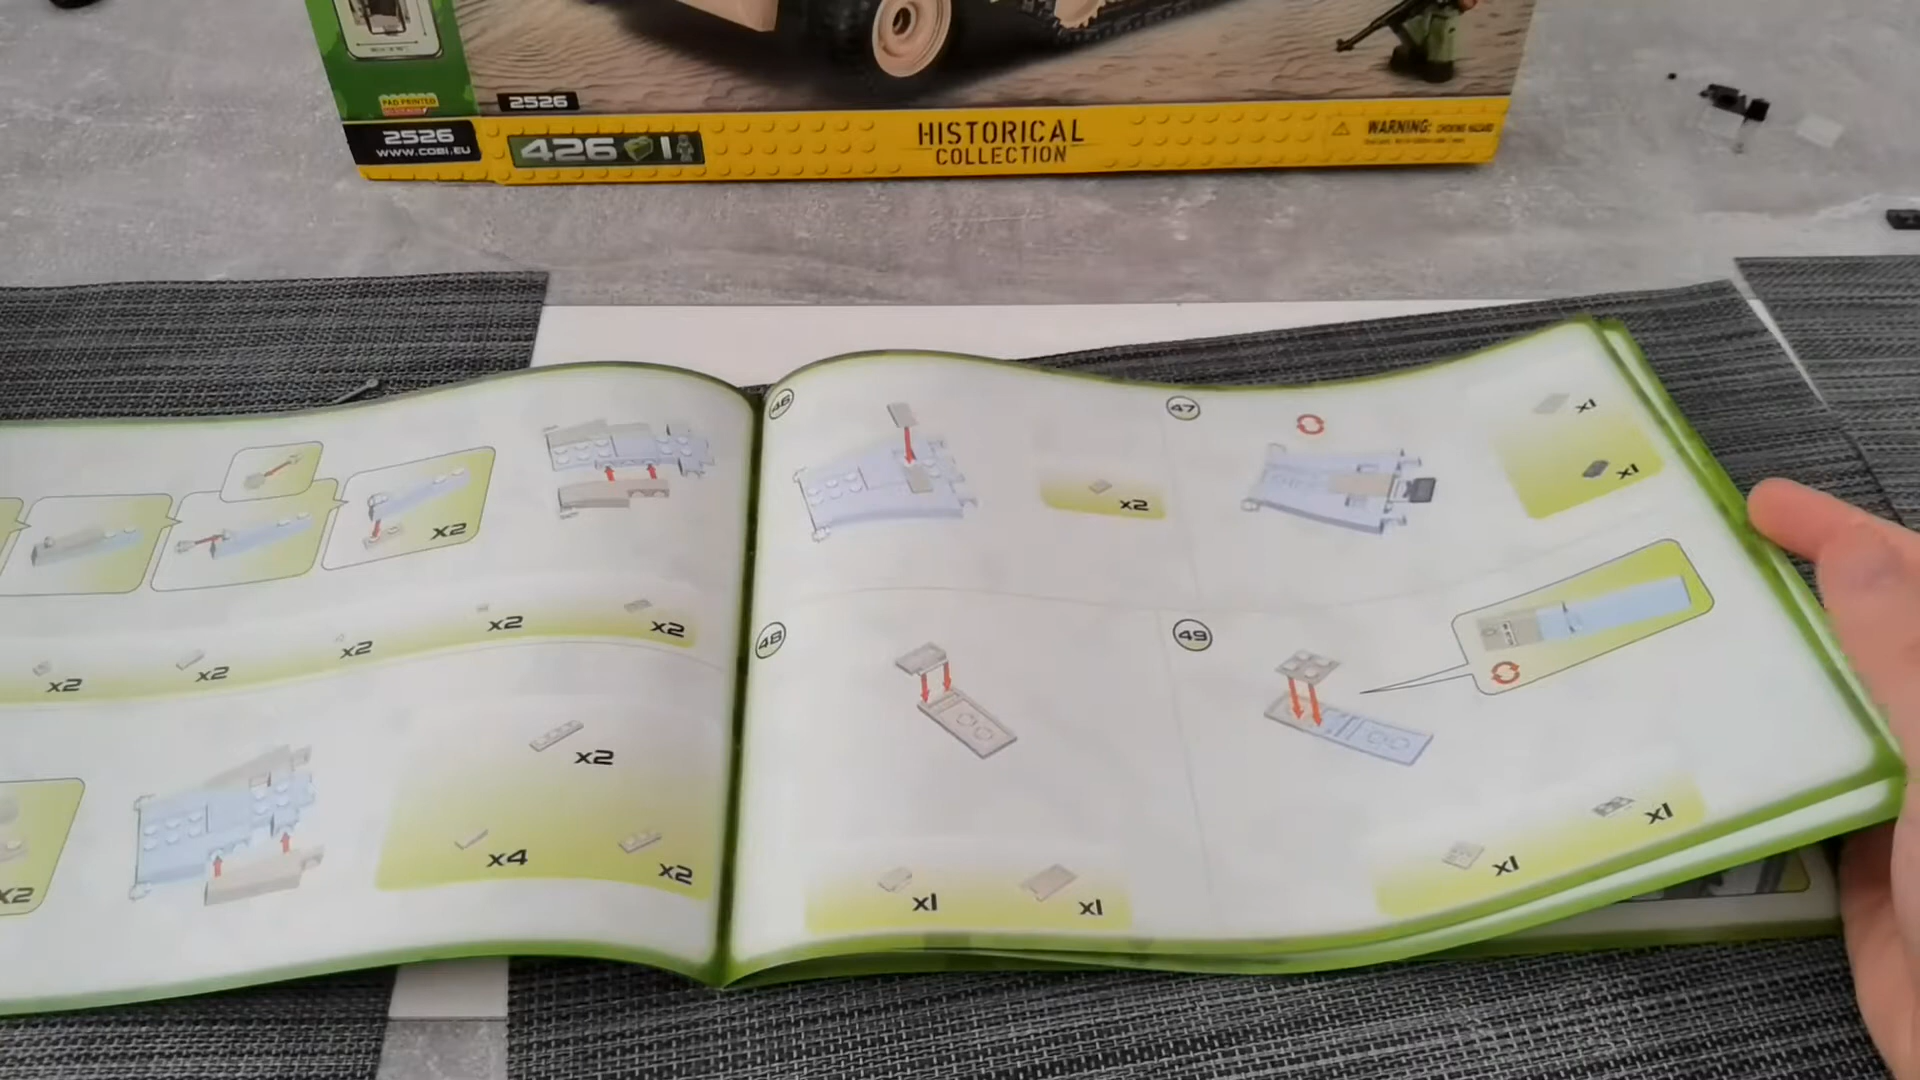 PAD PRINTED
2526
2526
WWW.COBI.EU
426
1
HISTORICAL
COLLECTION
WARNING: CHOKING HAZARD
x2
x2
x2
x2
x2
x2
x2
x2
x4
x2
46
x2
47
x1
x1
48
x1
x1
49
x1
x1